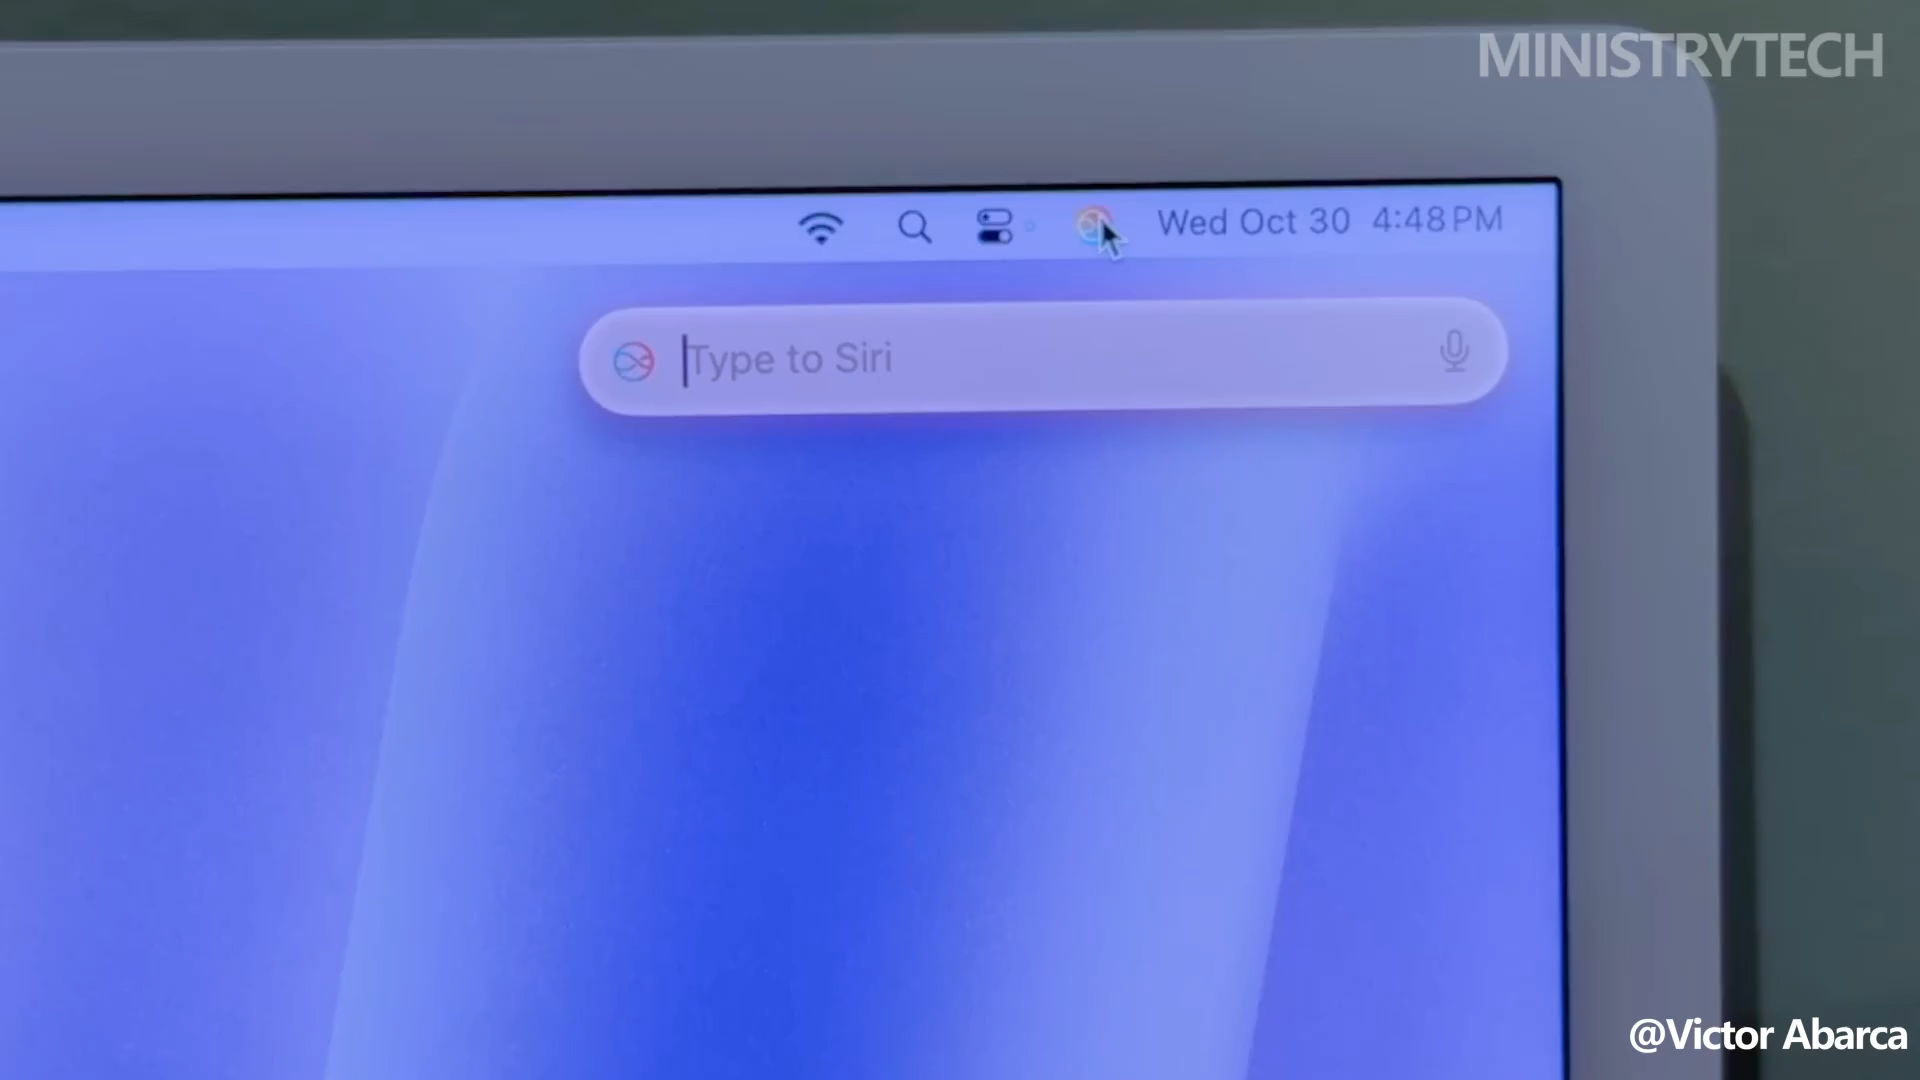 MINISTRYTECH
Wed Oct 30 4:48 PM
Type to Siri
@Victor Abarca